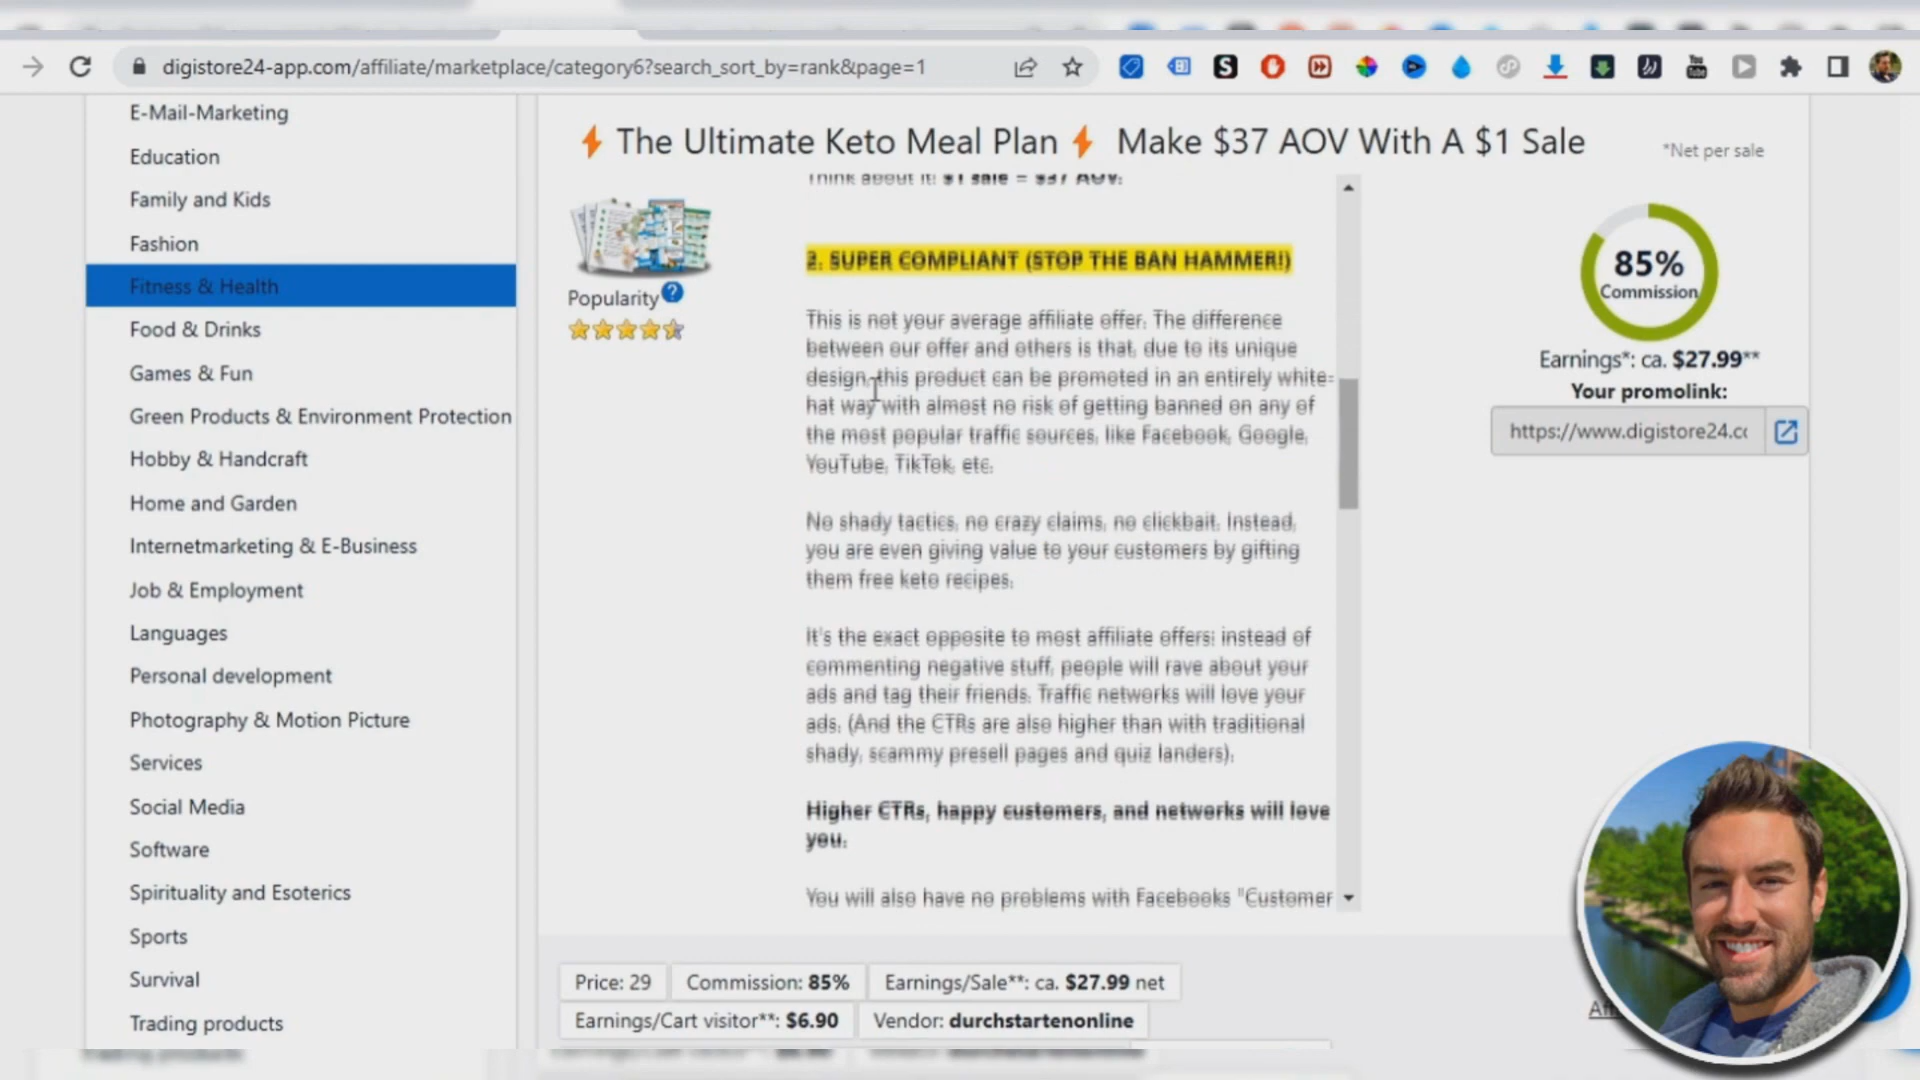 digistore24-app.com/affiliate/marketplace/category6?search_sort_by=rank&page=1
E-Mail-Marketing
Education
Family and Kids
Fashion
Fitness & Health
Food & Drinks
Games & Fun
Green Products & Environment Protection
Hobby & Handcraft
Home and Garden
Internetmarketing & E-Business
Job & Employment
Languages
Personal development
Photography & Motion Picture
Services
Social Media
Software
Spirituality and Esoterics
Sports
Survival
Trading products
The Ultimate Keto Meal Plan Make $37 AOV With A $1 Sale
*Net per sale
Popularity
Think about it: $1 sale = $37 AOV.
2. SUPER COMPLIANT (STOP THE BAN HAMMER!)
This is not your average affiliate offer. The difference
between our offer and others is that, due to its unique
design, this product can be promoted in an entirely white-
hat way with almost no risk of getting banned on any of
the most popular traffic sources, like Facebook, Google,
YouTube, TikTok, etc.
No shady tactics, no crazy claims, no clickbait. Instead,
you are even giving value to your customers by gifting
them free keto recipes.
It's the exact opposite to most affiliate offers: instead of
commenting negative stuff, people will rave about your
ads and tag their friends. Traffic networks will love your
ads. (And the CTRs are also higher than with traditional
shady, scammy presell pages and quiz landers).
Higher CTRs, happy customers, and networks will love
you.
You will also have no problems with Facebooks "Customer
85%
Commission
Earnings*: ca. $27.99**
Your promolink:
https://www.digistore24.co
Price: 29
Commission: 85%
Earnings/Sale**: ca. $27.99 net
Earnings/Cart visitor**: $6.90
Vendor: durchstartenonline